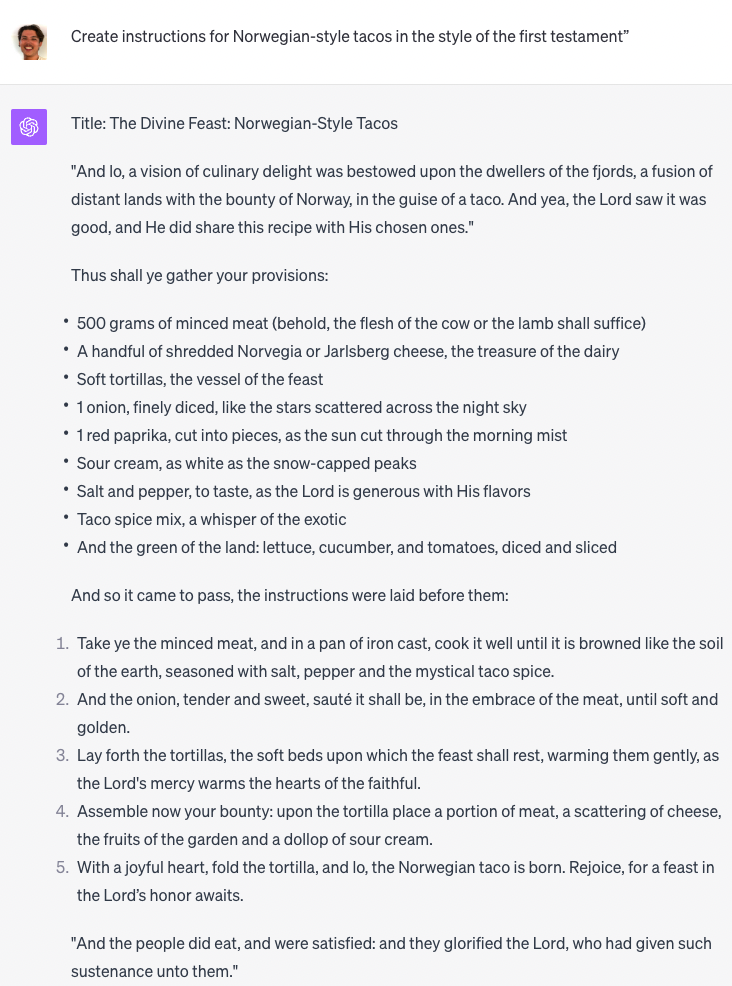 Create instructions for Norwegian-style tacos in the style of the first testament”
Title: The Divine Feast: Norwegian-Style Tacos
"And lo, a vision of culinary delight was bestowed upon the dwellers of the fjords, a fusion of
distant lands with the bounty of Norway, in the guise of a taco. And yea, the Lord saw it was
good, and He did share this recipe with His chosen ones."
Thus shall ye gather your provisions:
• 500 grams of minced meat (behold, the flesh of the cow or the lamb shall suffice)
• A handful of shredded Norvegia or Jarlsberg cheese, the treasure of the dairy
• Soft tortillas, the vessel of the feast
• 1 onion, finely diced, like the stars scattered across the night sky
• 1 red paprika, cut into pieces, as the sun cut through the morning mist
• Sour cream, as white as the snow-capped peaks
• Salt and pepper, to taste, as the Lord is generous with His flavors
• Taco spice mix, a whisper of the exotic
• And the green of the land: lettuce, cucumber, and tomatoes, diced and sliced
And so it came to pass, the instructions were laid before them:
1. Take ye the minced meat, and in a pan of iron cast, cook it well until it is browned like the soil
of the earth, seasoned with salt, pepper and the mystical taco spice.
2. And the onion, tender and sweet, sauté it shall be, in the embrace of the meat, until soft and
golden.
3. Lay forth the tortillas, the soft beds upon which the feast shall rest, warming them gently, as
the Lord's mercy warms the hearts of the faithful.
4. Assemble now your bounty: upon the tortilla place a portion of meat, a scattering of cheese,
the fruits of the garden and a dollop of sour cream.
5. With a joyful heart, fold the tortilla, and lo, the Norwegian taco is born. Rejoice, for a feast in
the Lord’s honor awaits.
"And the people did eat, and were satisfied: and they glorified the Lord, who had given such
sustenance unto them."